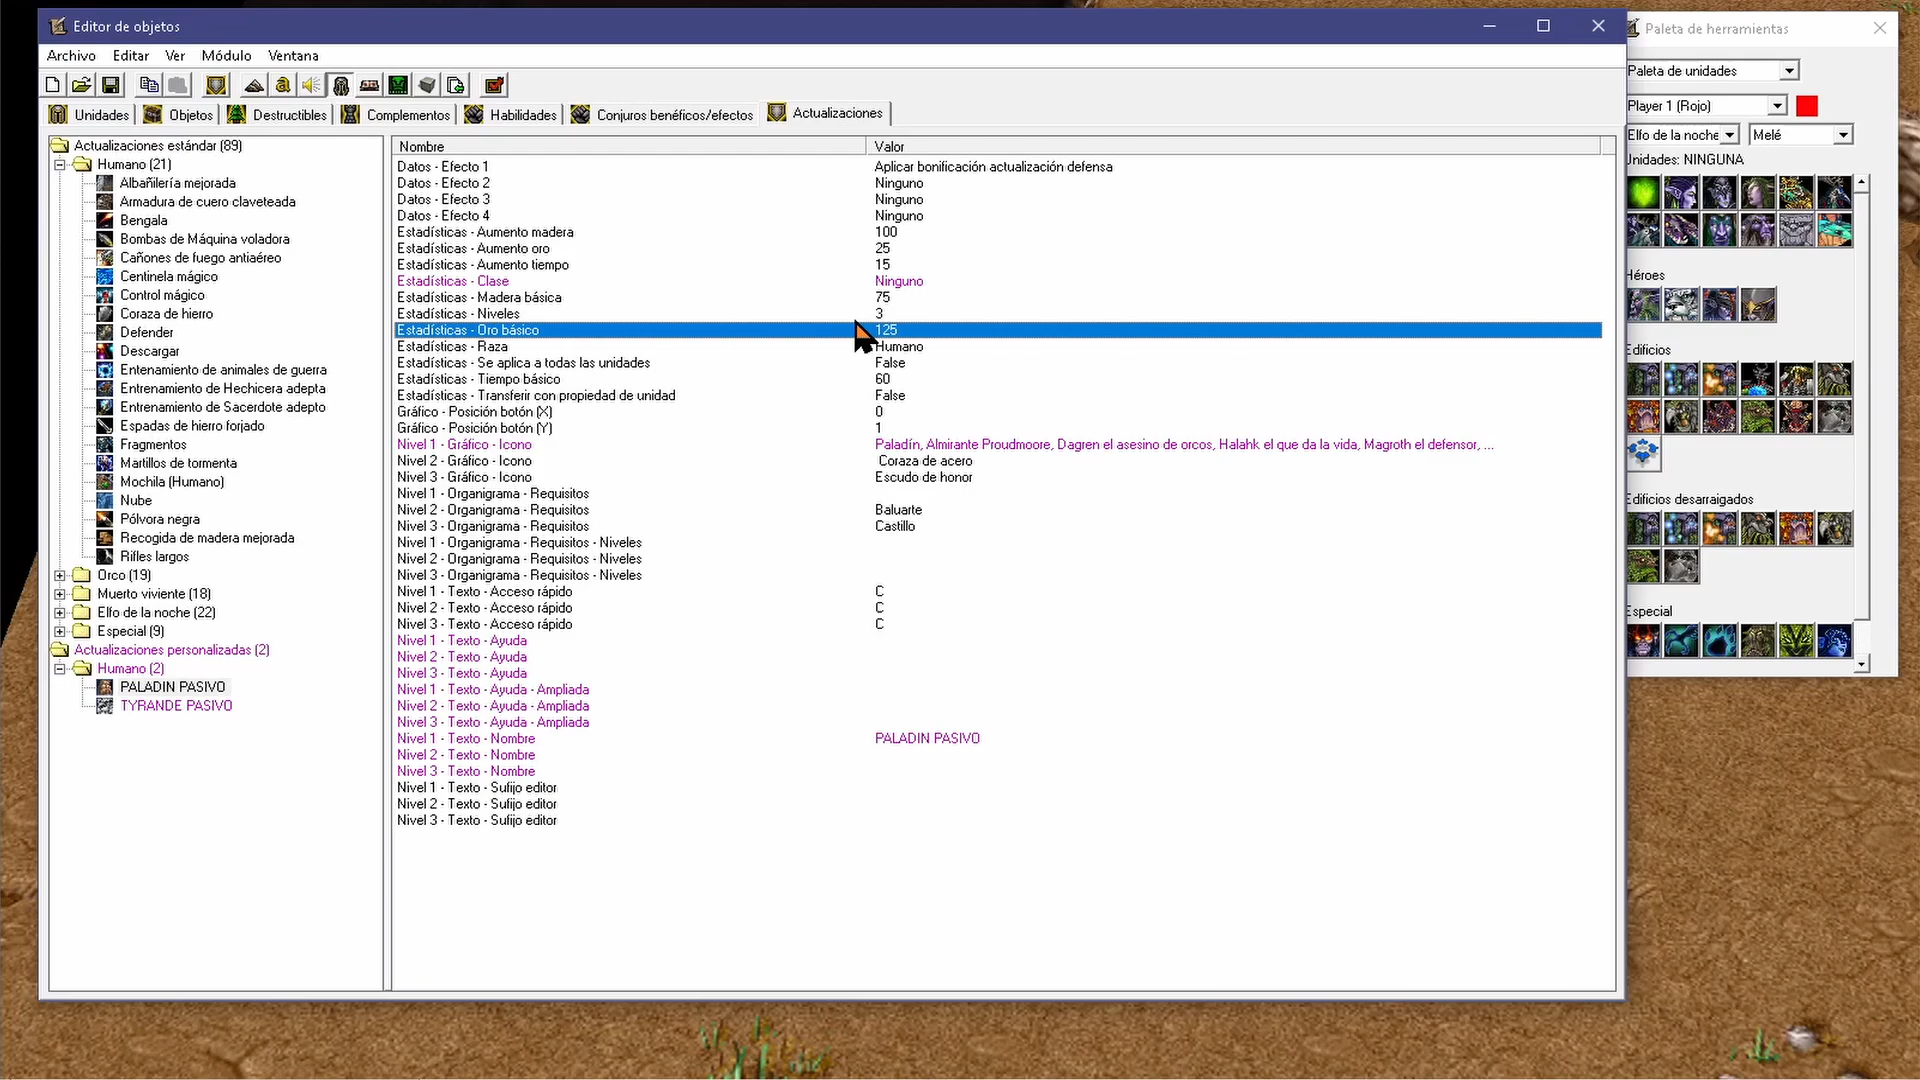 Editor de objetos
Archivo Editar Ver Módulo Ventana
Unidades Objetos Destructibles Complementos Habilidades Conjuros benéficos/efectos Actualizaciones
Actualizaciones estándar (89)
Humano (21)
Albañilería mejorada
Armadura de cuero claveteada
Bengala
Bombas de Máquina voladora
Cañones de fuego antiaéreo
Centinela mágico
Control mágico
Coraza de hierro
Defender
Descargar
Entenamiento de animales de guerra
Entrenamiento de Hechicera adepta
Entrenamiento de Sacerdote adepto
Espadas de hierro forjado
Fragmentos
Martillos de tormenta
Mochila (Humano)
Nube
Pólvora negra
Recogida de madera mejorada
Rifles largos
Orco (19)
Muerto viviente (18)
Elfo de la noche (22)
Especial (9)
Actualizaciones personalizadas (2)
Humano (2)
PALADIN PASIVO
TYRANDE PASIVO
Nombre Valor
Datos - Efecto 1 Aplicar bonificación actualización defensa
Datos - Efecto 2 Ninguno
Datos - Efecto 3 Ninguno
Datos - Efecto 4 Ninguno
Estadísticas - Aumento madera 100
Estadísticas - Aumento oro 25
Estadísticas - Aumento tiempo 15
Estadísticas - Clase Ninguno
Estadísticas - Madera básica 75
Estadísticas - Niveles 3
Estadísticas - Oro básico 125
Estadísticas - Raza Humano
Estadísticas - Se aplica a todas las unidades False
Estadísticas - Tiempo básico 60
Estadísticas - Transferir con propiedad de unidad False
Gráfico - Posición botón (X) 0
Gráfico - Posición botón (Y) 1
Nivel 1 - Gráfico - Icono Paladín, Almirante Proudmoore, Dagren el asesino de orcos, Halahk el que da la vida, Magroth el defensor, ...
Nivel 2 - Gráfico - Icono Coraza de acero
Nivel 3 - Gráfico - Icono Escudo de honor
Nivel 1 - Organigrama - Requisitos
Nivel 2 - Organigrama - Requisitos Baluarte
Nivel 3 - Organigrama - Requisitos Castillo
Nivel 1 - Organigrama - Requisitos - Niveles
Nivel 2 - Organigrama - Requisitos - Niveles
Nivel 3 - Organigrama - Requisitos - Niveles
Nivel 1 - Texto - Acceso rápido C
Nivel 2 - Texto - Acceso rápido C
Nivel 3 - Texto - Acceso rápido C
Nivel 1 - Texto - Ayuda
Nivel 2 - Texto - Ayuda
Nivel 3 - Texto - Ayuda
Nivel 1 - Texto - Ayuda - Ampliada
Nivel 2 - Texto - Ayuda - Ampliada
Nivel 3 - Texto - Ayuda - Ampliada
Nivel 1 - Texto - Nombre PALADIN PASIVO
Nivel 2 - Texto - Nombre
Nivel 3 - Texto - Nombre
Nivel 1 - Texto - Sufijo editor
Nivel 2 - Texto - Sufijo editor
Nivel 3 - Texto - Sufijo editor
Paleta de herramientas
Paleta de unidades
Player 1 (Rojo)
Elfo de la noche Melé
Unidades: NINGUNA
Héroes
Edificios
Edificios desarraigados
Especial